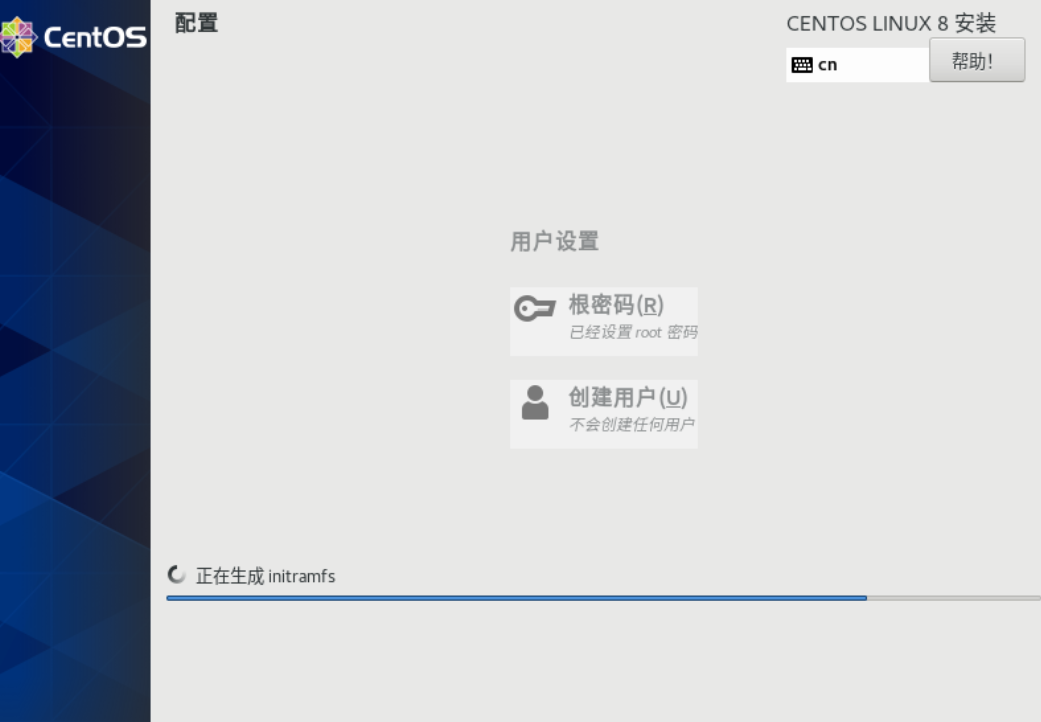 CentOS
配置
CENTOS LINUX 8 安装
cn
帮助!
用户设置
根密码(R)
已经设置 root 密码
创建用户(U)
不会创建任何用户
正在生成 initramfs